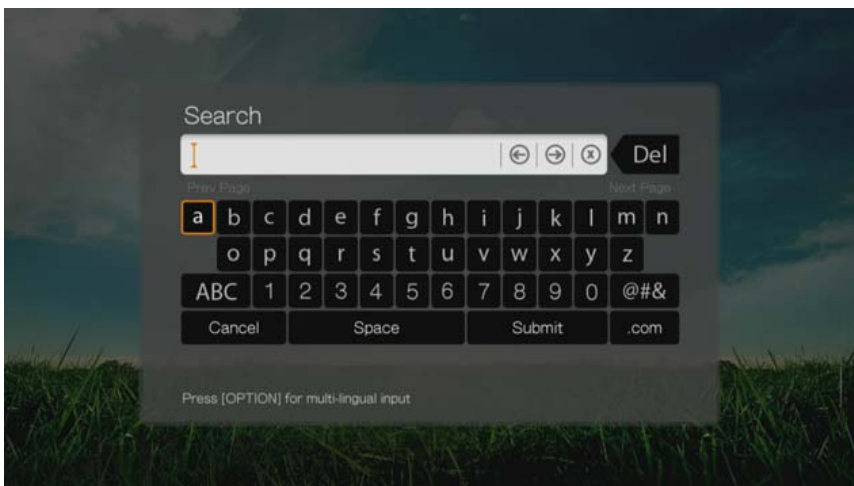 Search
Del
Prev Page Next Page
a b c d e f g h i j k l m n
o p q r s t u v w x y z
ABC 1 2 3 4 5 6 7 8 9 0 @#&
Cancel Space Submit .com
Press [OPTION] for multi-lingual input